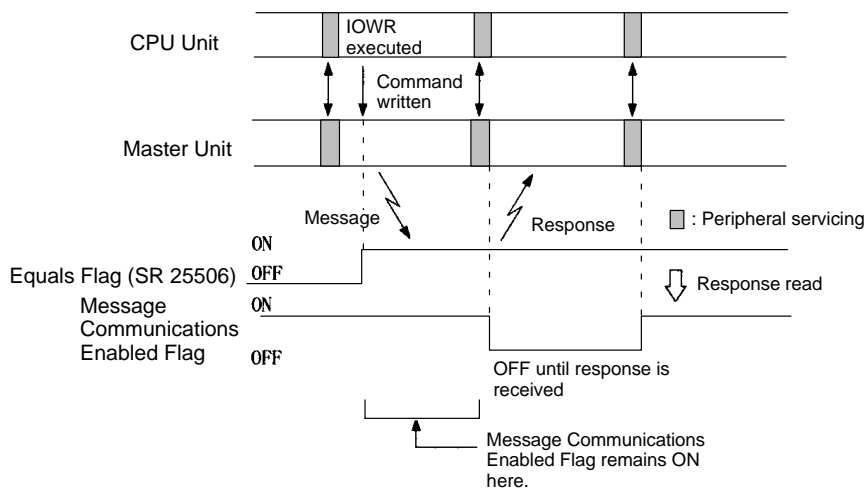 CPU Unit
IOWR
executed
Command
written
Master Unit
Message
Response
: Peripheral servicing
ON
Equals Flag (SR 25506)
OFF
Response read
Message
Communications
Enabled Flag
ON
OFF
OFF until response is
received
Message Communications
Enabled Flag remains ON
here.